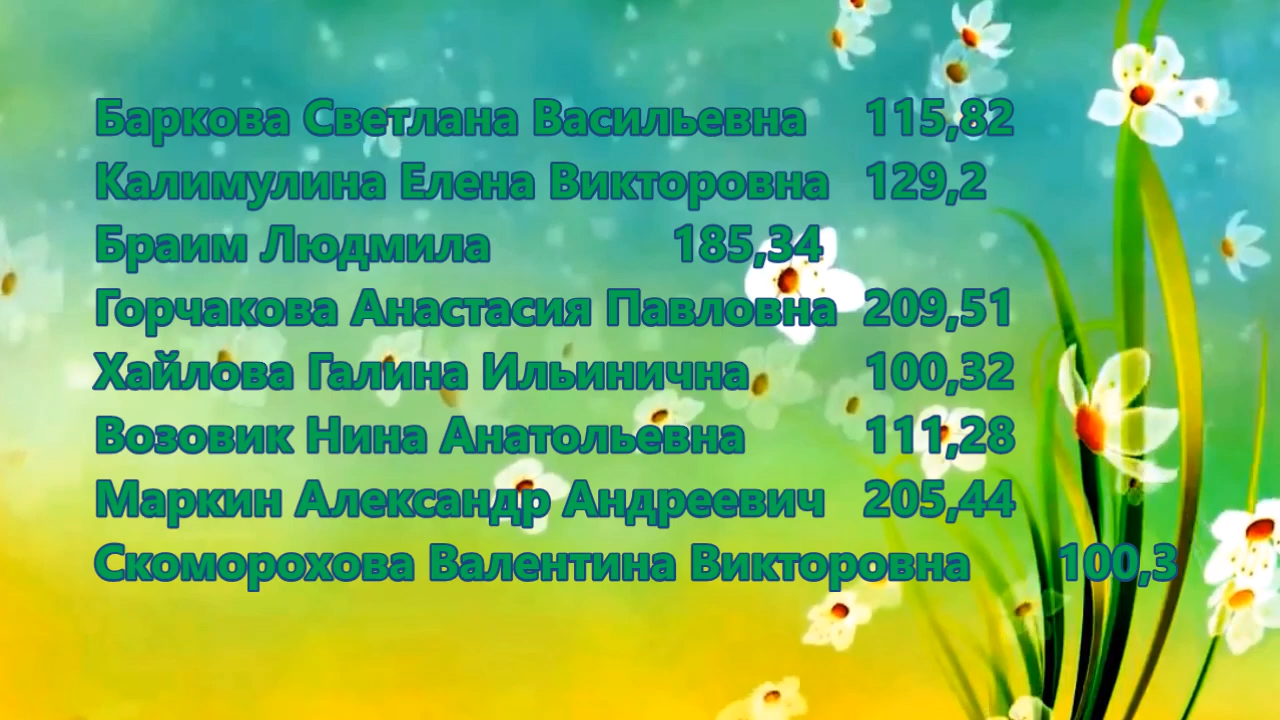 Баркова Светлана Васильевна 115,82
Калимулина Елена Викторовна 129,2
Браим Людмила 185,34
Горчакова Анастасия Павловна 209,51
Хайлова Галина Ильинична 100,32
Возовик Нина Анатольевна 111,28
Маркин Александр Андреевич 205,44
Скоморохова Валентина Викторовна 100,3